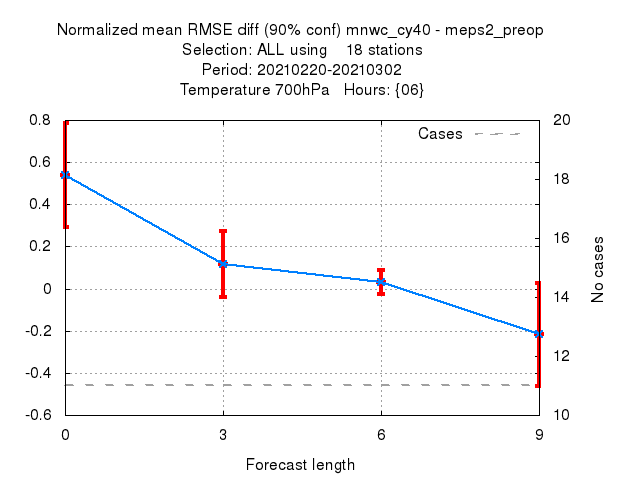 Normalized mean RMSE diff (90% conf) mnwc_cy40 - meps2_preop
Selection: ALL using    18 stations
Period: 20210220-20210302
Temperature 700hPa   Hours: {06}
Cases
0.8
0.6
0.4
0.2
0
-0.2
-0.4
-0.6
20
18
16
14
12
10
No cases
0 3 6 9
Forecast length